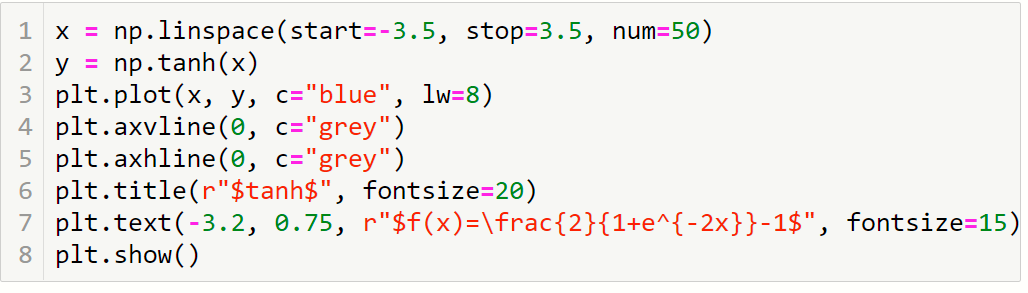 1 x = np.linspace(start=-3.5, stop=3.5, num=50)
2 y = np.tanh(x)
3 plt.plot(x, y, c="blue", lw=8)
4 plt.axvline(0, c="grey")
5 plt.axhline(0, c="grey")
6 plt.title(r"$tanh$", fontsize=20)
7 plt.text(-3.2, 0.75, r"$f(x)=\frac{2}{1+e^{-2x}}-1$", fontsize=15)
8 plt.show()